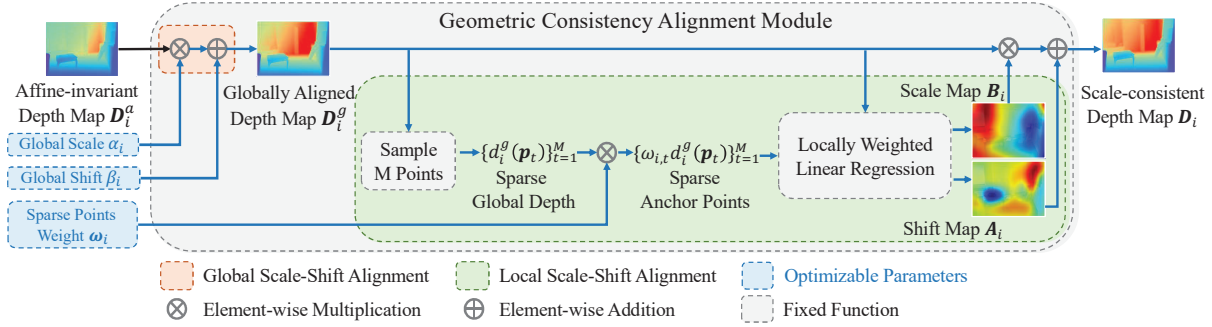 Geometric Consistency Alignment Module
Affine-invariant
Depth Map D_i^a
Globally Aligned
Depth Map D_i^g
Scale Map B_i
Scale-consistent
Depth Map D_i
Global Scale α_i
Global Shift β_i
Sparse Points
Weight ω_i
Sample
M Points
{d_i^g(p_t)}_{t=1}^M
Sparse
Global Depth
{ω_{i,t}d_i^g(p_t)}_{t=1}^M
Sparse
Anchor Points
Locally Weighted
Linear Regression
Shift Map A_i
Global Scale-Shift Alignment
Local Scale-Shift Alignment
Optimizable Parameters
Element-wise Multiplication
Element-wise Addition
Fixed Function